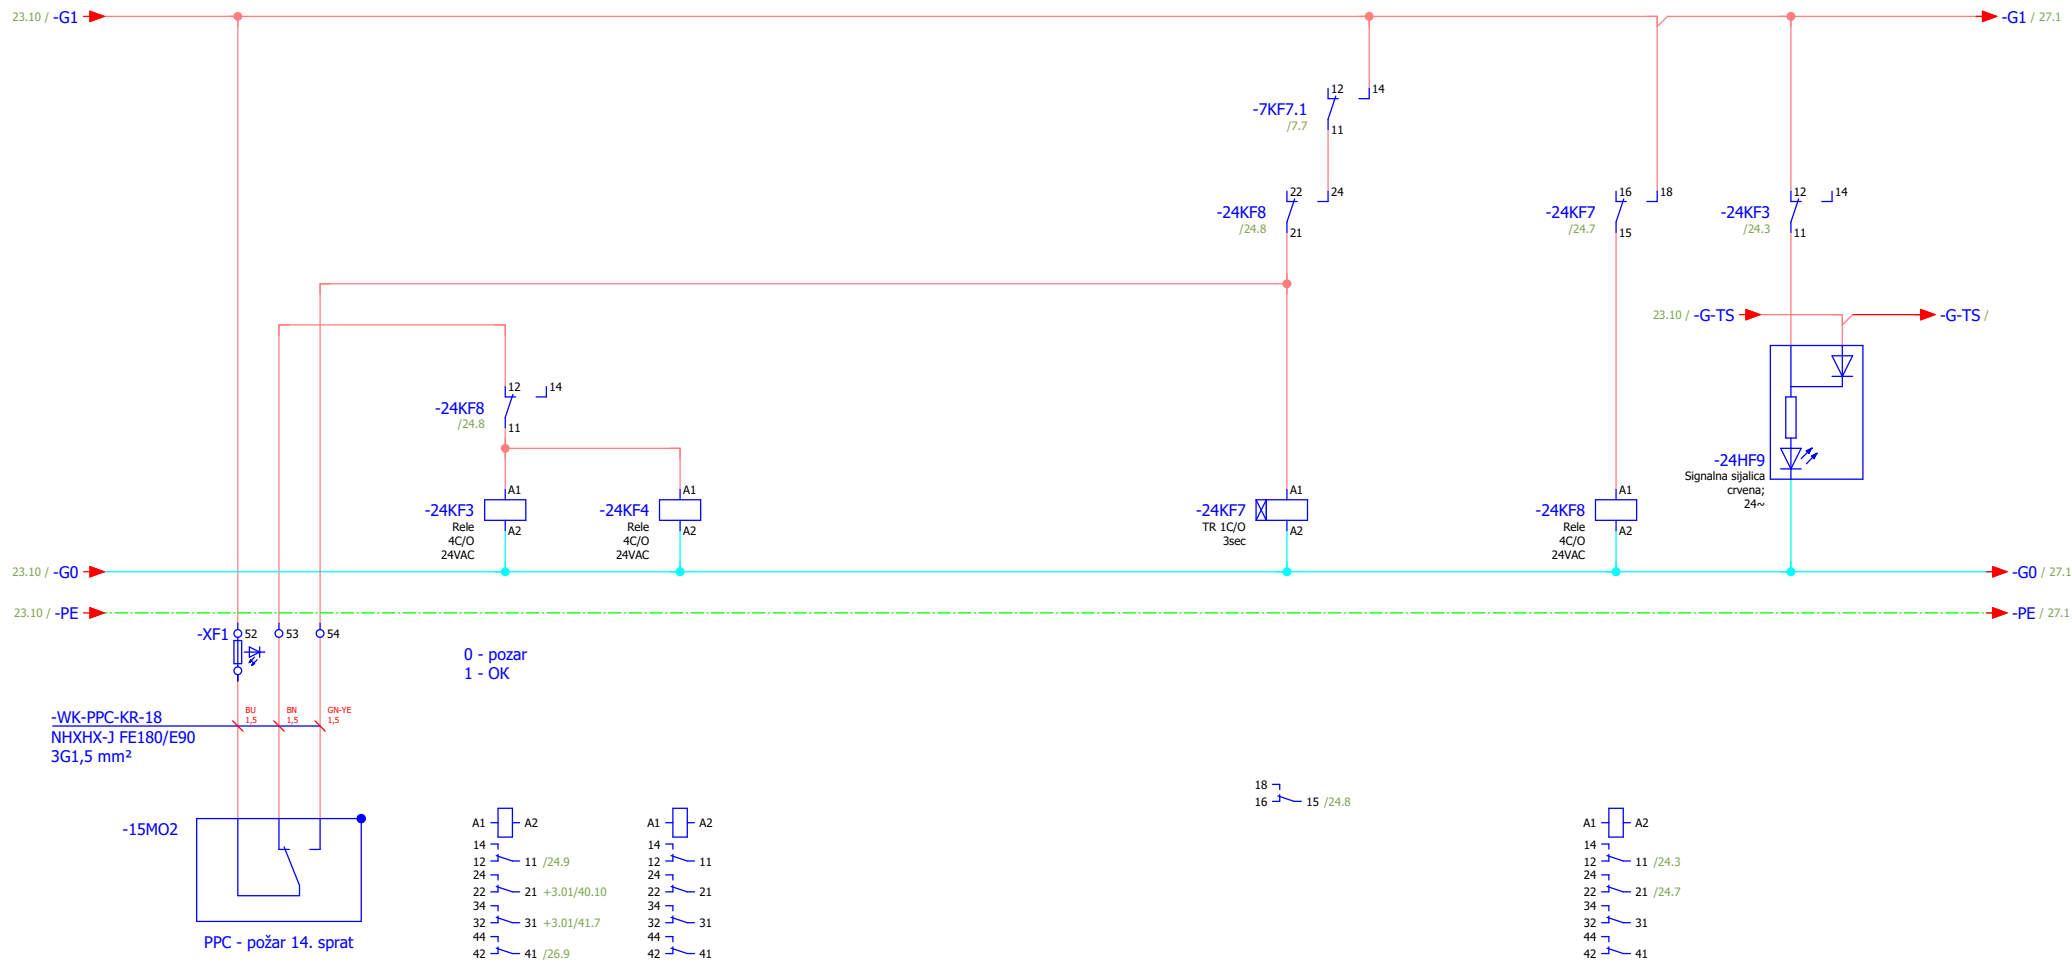 23.10 / -G1
-G1 / 27.1
12
14
-7KF7.1
/7.7
11
22
24
-24KF8
/24.8
21
16
18
-24KF7
/24.7
15
12
14
-24KF3
/24.3
11
23.10 / -G-TS
-G-TS /
12
14
-24KF8
/24.8
11
-24HF9
Signalna sijalica
crvena;
24~
A1
-24KF3
Rele
4C/O
24VAC
A2
A1
-24KF4
Rele
4C/O
24VAC
A2
A1
-24KF7
TR 1C/O
3sec
A2
A1
-24KF8
Rele
4C/O
24VAC
A2
23.10 / -G0
-G0 / 27.1
23.10 / -PE
-PE / 27.1
-XF1 52 53 54
0 - pozar
1 - OK
-WK-PPC-KR-18
NHXHX-J FE180/E90
3G1,5 mm²
BU
1,5
BN
1,5
GN-YE
1,5
-15MO2
PPC - požar 14. sprat
A1 A2
14
12 11 /24.9
24
22 21 +3.01/40.10
34
32 31 +3.01/41.7
44
42 41 /26.9
A1 A2
14
12 11
24
22 21
34
32 31
44
42 41
18
16 15 /24.8
A1 A2
14
12 11 /24.3
24
22 21 /24.7
34
32 31
44
42 41